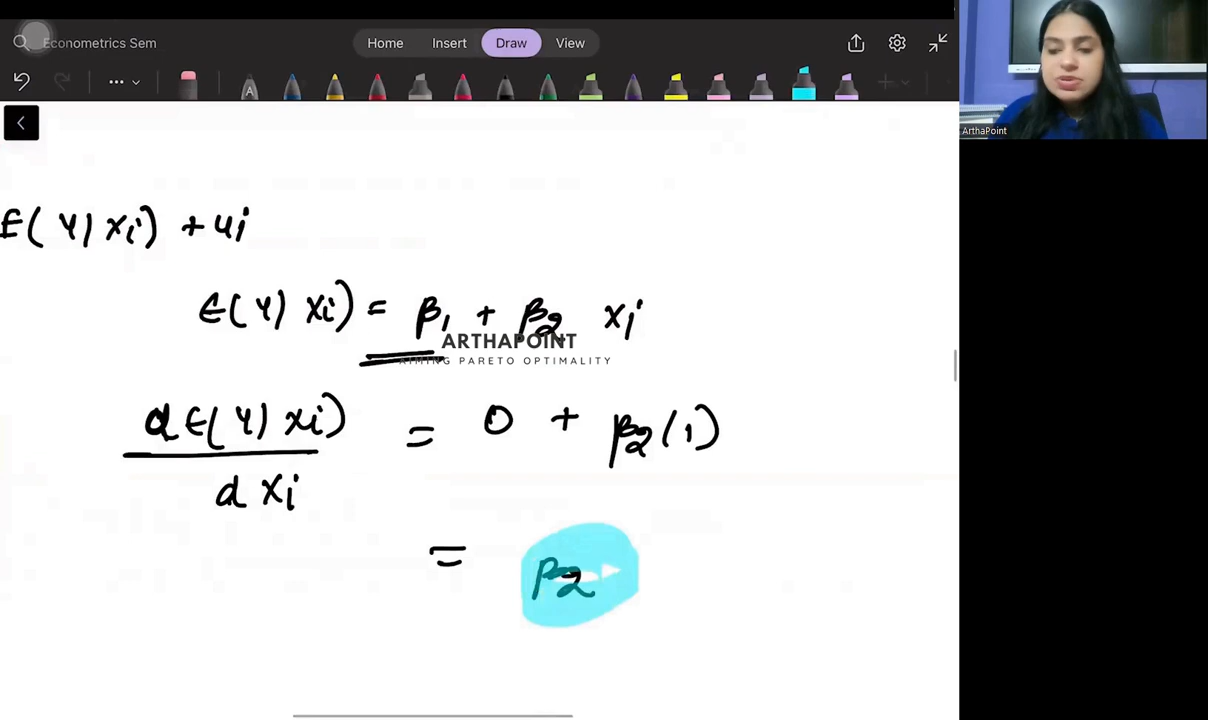 Econometrics Sem
Home Insert Draw View
A
ArthaPoint
E(Y|Xi) + ui
E(Y|Xi) = β1 + β2 Xi
ARTHAPOINT
AIMING PARETO OPTIMALITY
d E(Y|Xi) = 0 + β2(1)
d Xi
= β2